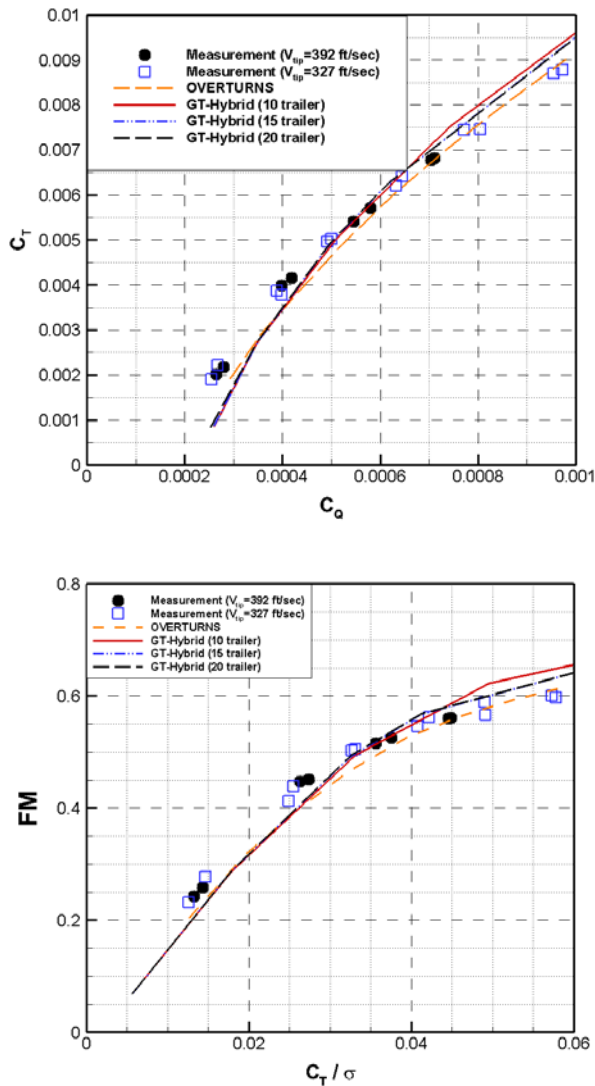 0.01
0.009
0.008
0.007
0.006
0.005
0.004
0.003
0.002
0.001
0
C_T
Measurement (V_tip=392 ft/sec)
Measurement (V_tip=327 ft/sec)
OVERTURNS
GT-Hybrid (10 trailer)
GT-Hybrid (15 trailer)
GT-Hybrid (20 trailer)
0 0.0002 0.0004 0.0006 0.0008 0.001
C_Q
0.8
0.6
0.4
0.2
0
FM
Measurement (V_tip=392 ft/sec)
Measurement (V_tip=327 ft/sec)
OVERTURNS
GT-Hybrid (10 trailer)
GT-Hybrid (15 trailer)
GT-Hybrid (20 trailer)
0.02 0.04 0.06
C_T / σ